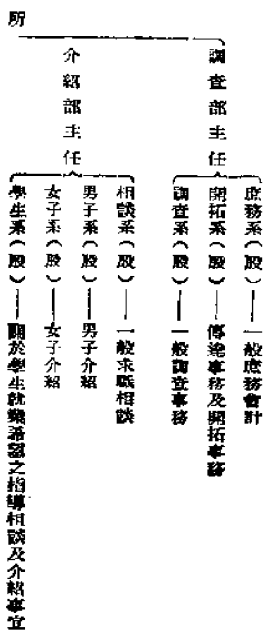 調查部主任
庶務系（股）——一般庶務會計
開拓系（股）——傳達事務及開拓事務
調查系（股）——一般調查事務
介紹部主任
相談系（股）——一般求職相談
男子系（股）——男子介紹
女子系（股）——女子介紹
學生系（股）——關於學生就職希望之指導相談及介紹事宜
所